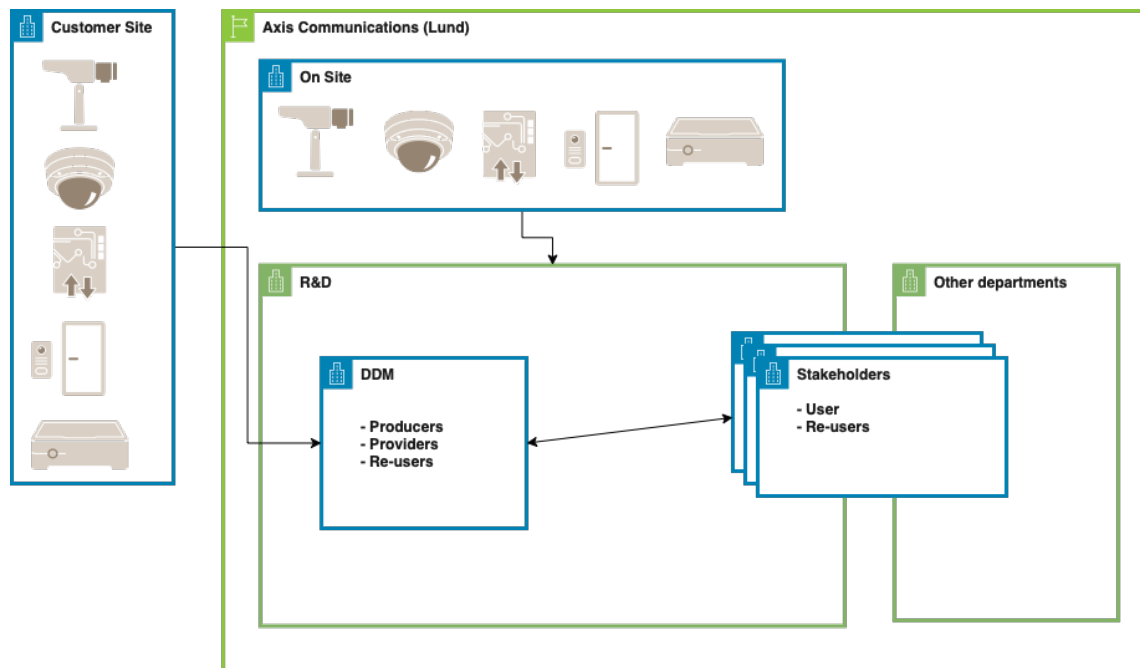 Customer Site
Axis Communications (Lund)
On Site
R&D
Other departments
DDM
- Producers
- Providers
- Re-users
Stakeholders
- User
- Re-users